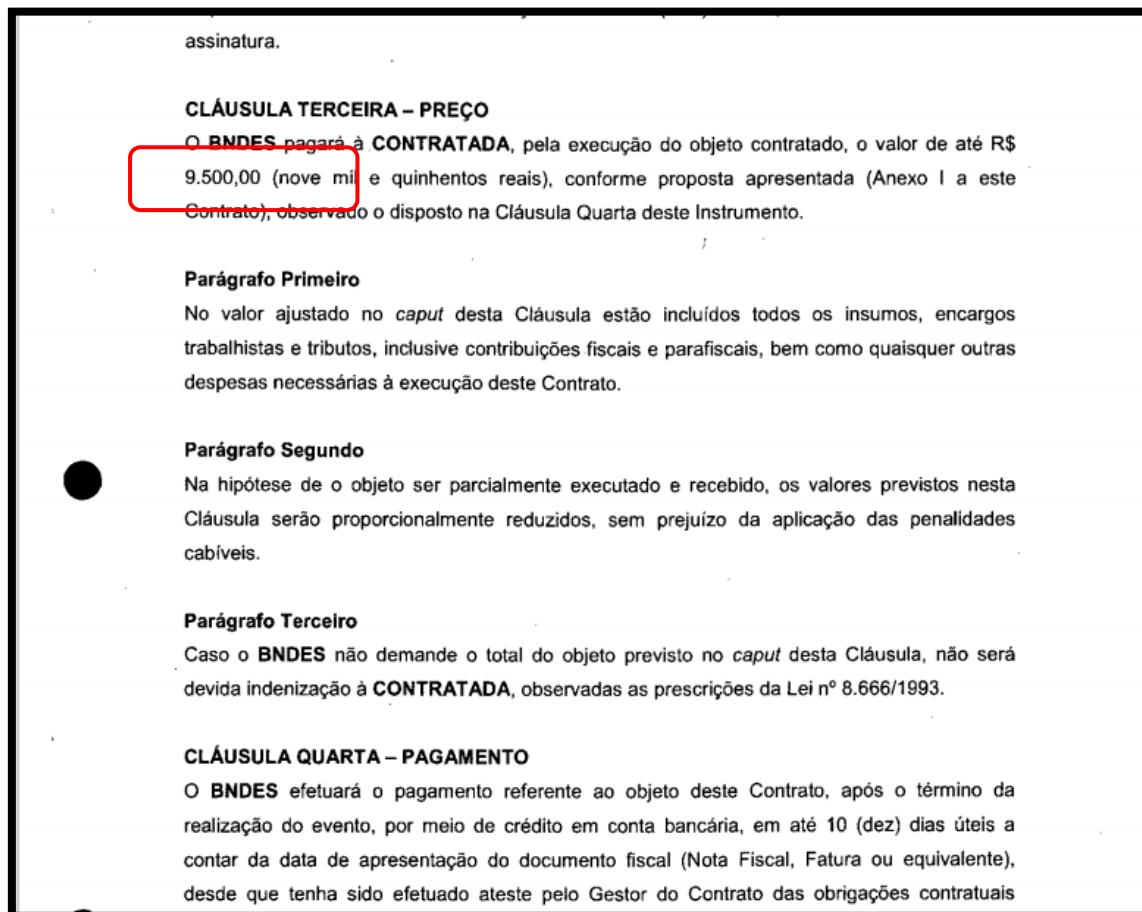 assinatura.
CLÁUSULA TERCEIRA – PREÇO
O BNDES pagará à CONTRATADA, pela execução do objeto contratado, o valor de até R$
9.500,00 (nove mil e quinhentos reais), conforme proposta apresentada (Anexo I a este
Contrato), observado o disposto na Cláusula Quarta deste Instrumento.
Parágrafo Primeiro
No valor ajustado no caput desta Cláusula estão incluídos todos os insumos, encargos
trabalhistas e tributos, inclusive contribuições fiscais e parafiscais, bem como quaisquer outras
despesas necessárias à execução deste Contrato.
Parágrafo Segundo
Na hipótese de o objeto ser parcialmente executado e recebido, os valores previstos nesta
Cláusula serão proporcionalmente reduzidos, sem prejuízo da aplicação das penalidades
cabíveis.
Parágrafo Terceiro
Caso o BNDES não demande o total do objeto previsto no caput desta Cláusula, não será
devida indenização à CONTRATADA, observadas as prescrições da Lei nº 8.666/1993.
CLÁUSULA QUARTA – PAGAMENTO
O BNDES efetuará o pagamento referente ao objeto deste Contrato, após o término da
realização do evento, por meio de crédito em conta bancária, em até 10 (dez) dias úteis a
contar da data de apresentação do documento fiscal (Nota Fiscal, Fatura ou equivalente),
desde que tenha sido efetuado ateste pelo Gestor do Contrato das obrigações contratuais